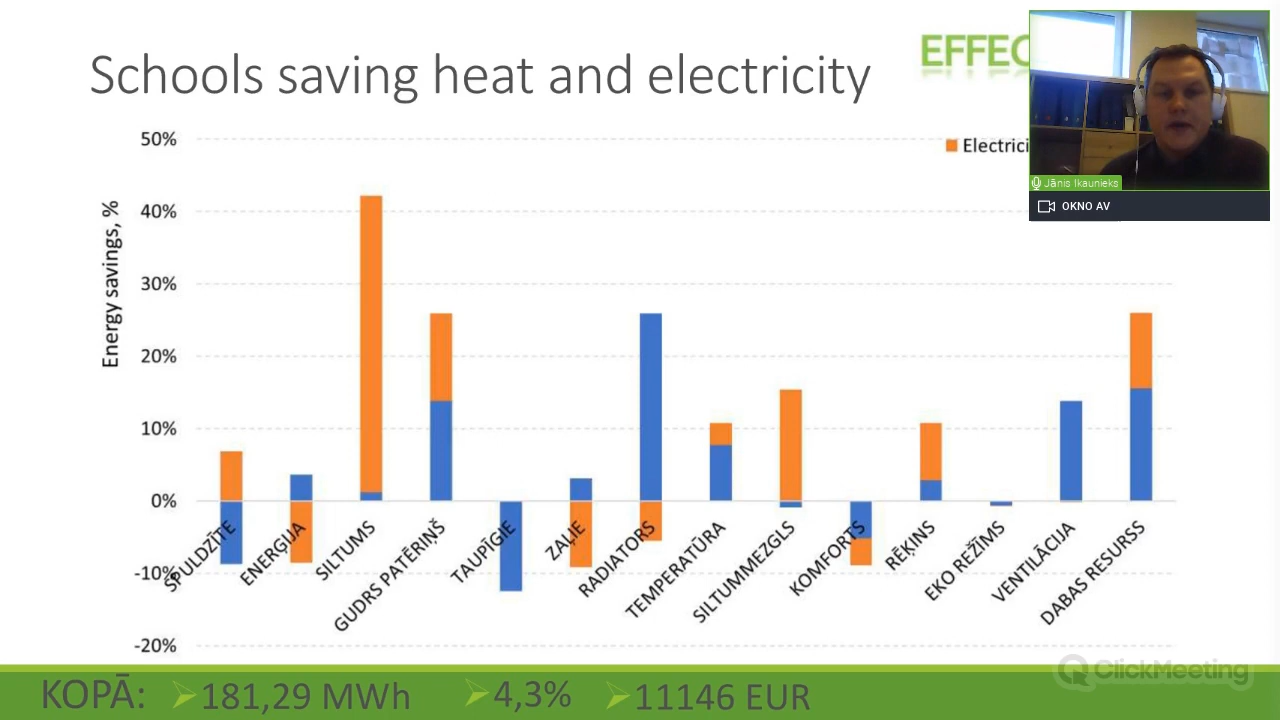 Schools saving heat and electricity
EFFEC
50%
40%
30%
20%
10%
0%
-10%
-20%
Energy savings, %
Electrici
SPULDZĪTE
ENERĢIJA
SILTUMS
GUDRS PATĒRIŅŠ
TAUPĪGIE
ZAĻIE
RADIATORS
TEMPERATŪRA
SILTUMMEZGLS
KOMFORTS
RĒĶINS
EKO REŽĪMS
VENTILĀCIJA
DABAS RESURSS
Jānis Ikaunieks
OKNO AV
KOPĀ: 181,29 MWh 4,3% 11146 EUR
ClickMeeting